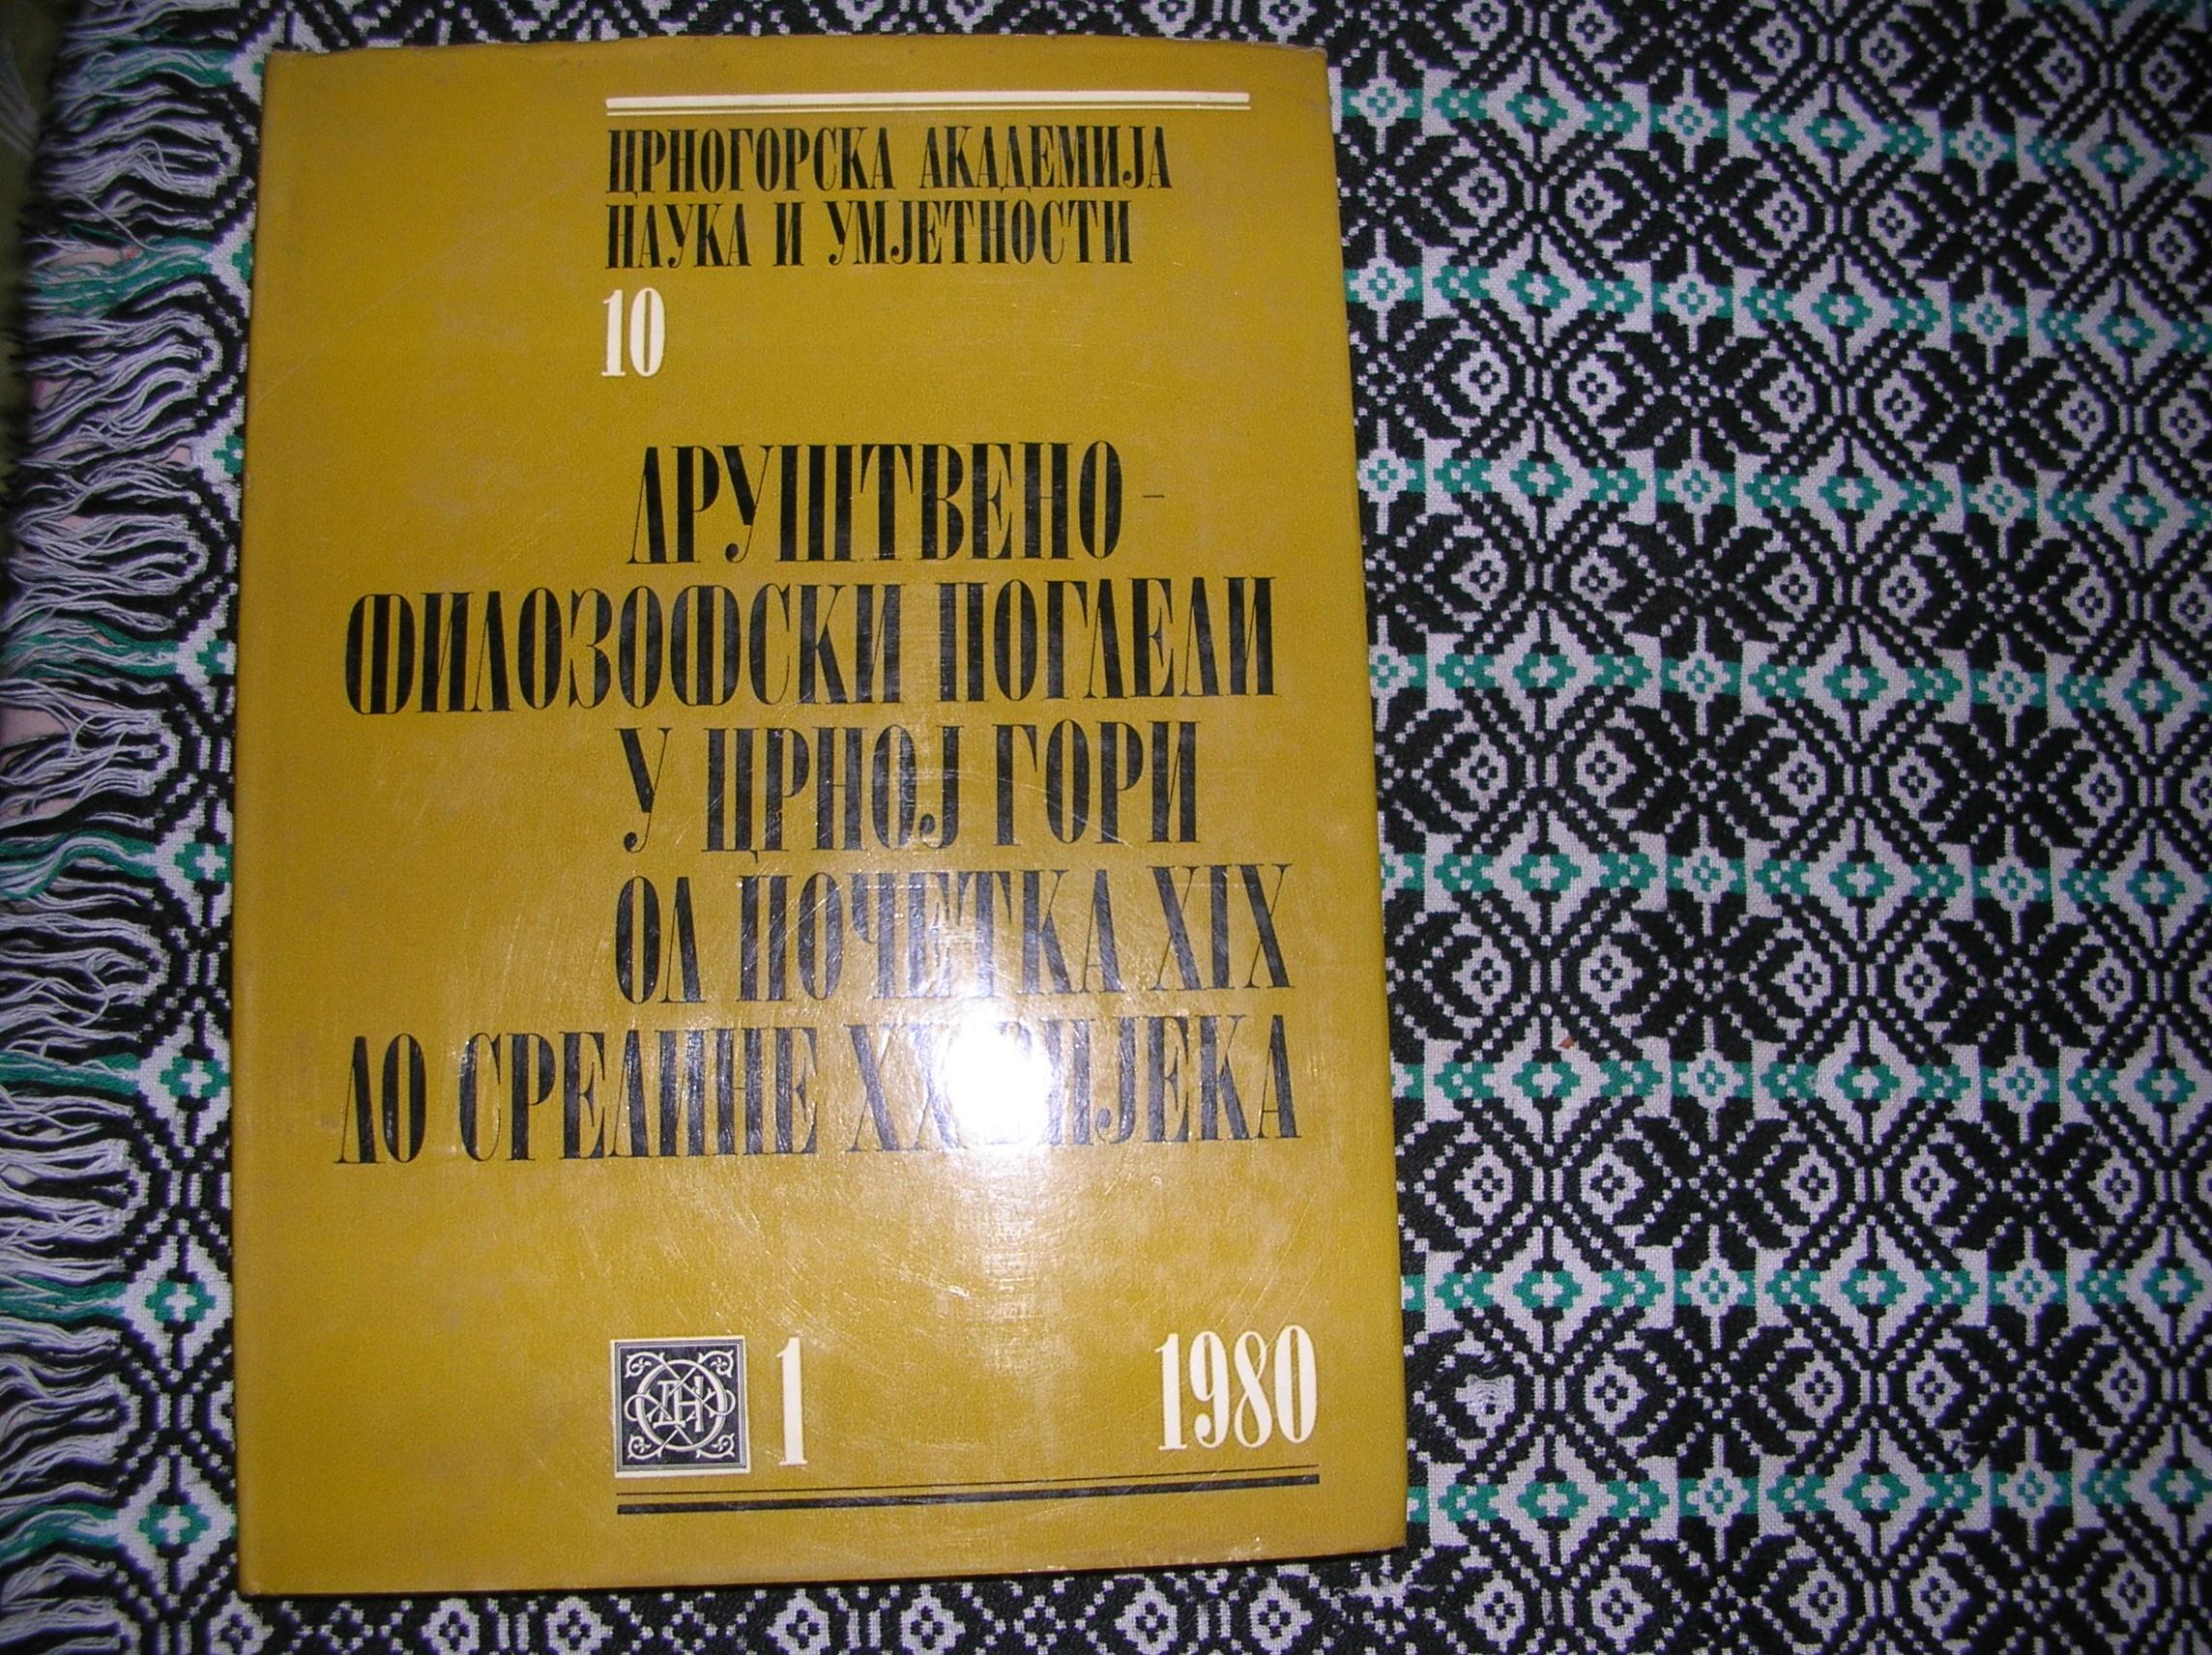 ЦРНОГОРСКА АКАДЕМИЈА
НАУКА И УМЈЕТНОСТИ
10
ДРУШТВЕНО -
ФИЛОЗОФСКИ ПОГЛЕДИ
У ЦРНОЈ ГОРИ
ОД ПОЧЕТКА XIX
ДО СРЕДИНЕ XX ВИЈЕКА
1 1980